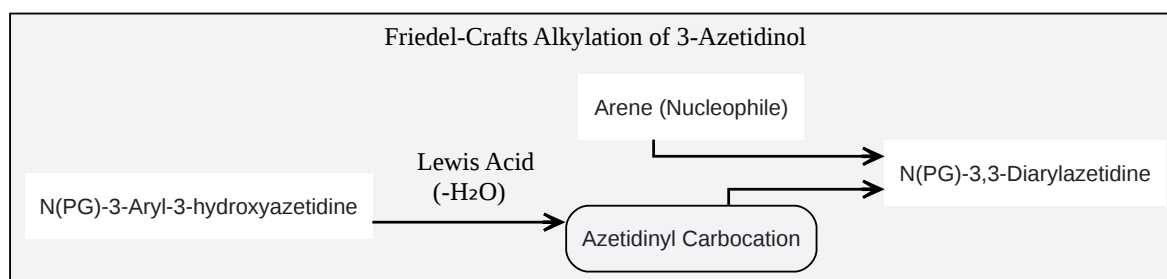 Friedel-Crafts Alkylation of 3-Azetidinol
Arene (Nucleophile)
Lewis Acid
(-H₂O)
N(PG)-3,3-Diarylazetidine
N(PG)-3-Aryl-3-hydroxyazetidine
Azetidinyl Carbocation